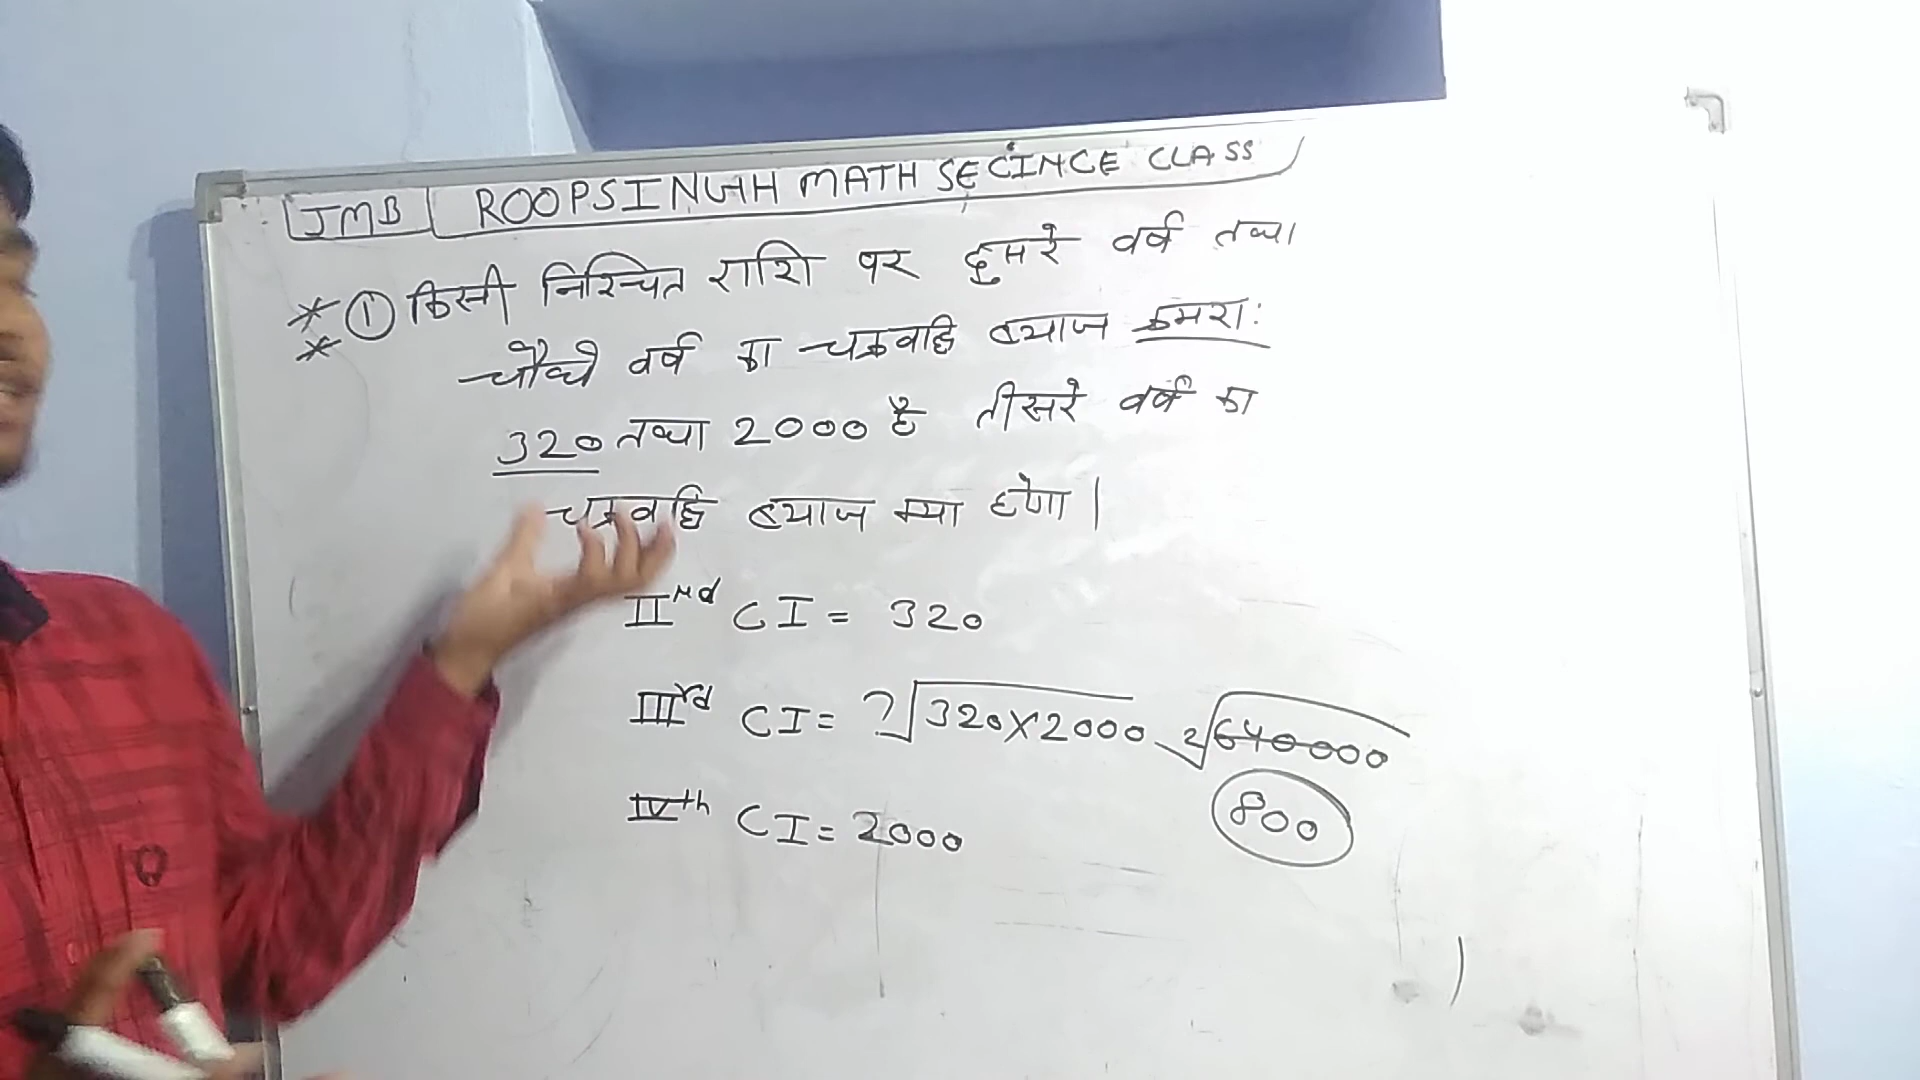 JMB ROOPSINGH MATH SECINCE CLASS
** ① किसी निश्चित राशि पर दुसरे वर्ष तथा
चौथे वर्ष का चक्रवृद्धि ब्याज क्रमश:
320 तथा 2000 है तीसरे वर्ष का
चक्रवृद्धि ब्याज क्या होगा |
IInd CI = 320
IIIrd CI = ? √320×2000 2√640000
800
IVth CI = 2000